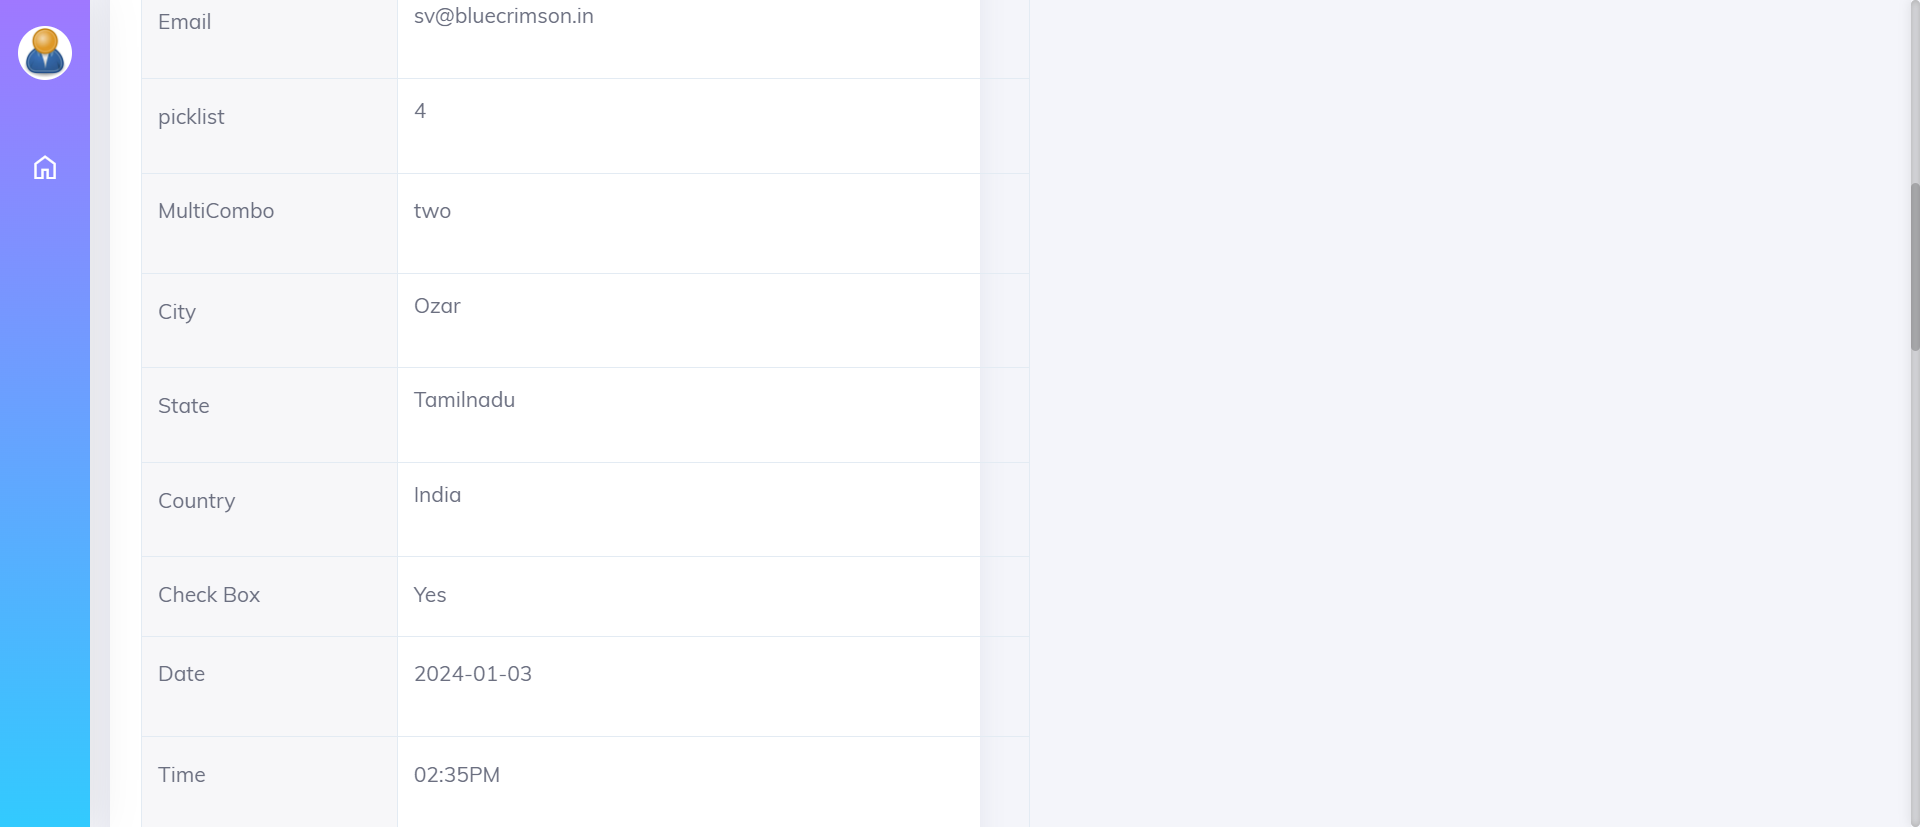 Email sv@bluecrimson.in
picklist 4
MultiCombo two
City Ozar
State Tamilnadu
Country India
Check Box Yes
Date 2024-01-03
Time 02:35PM